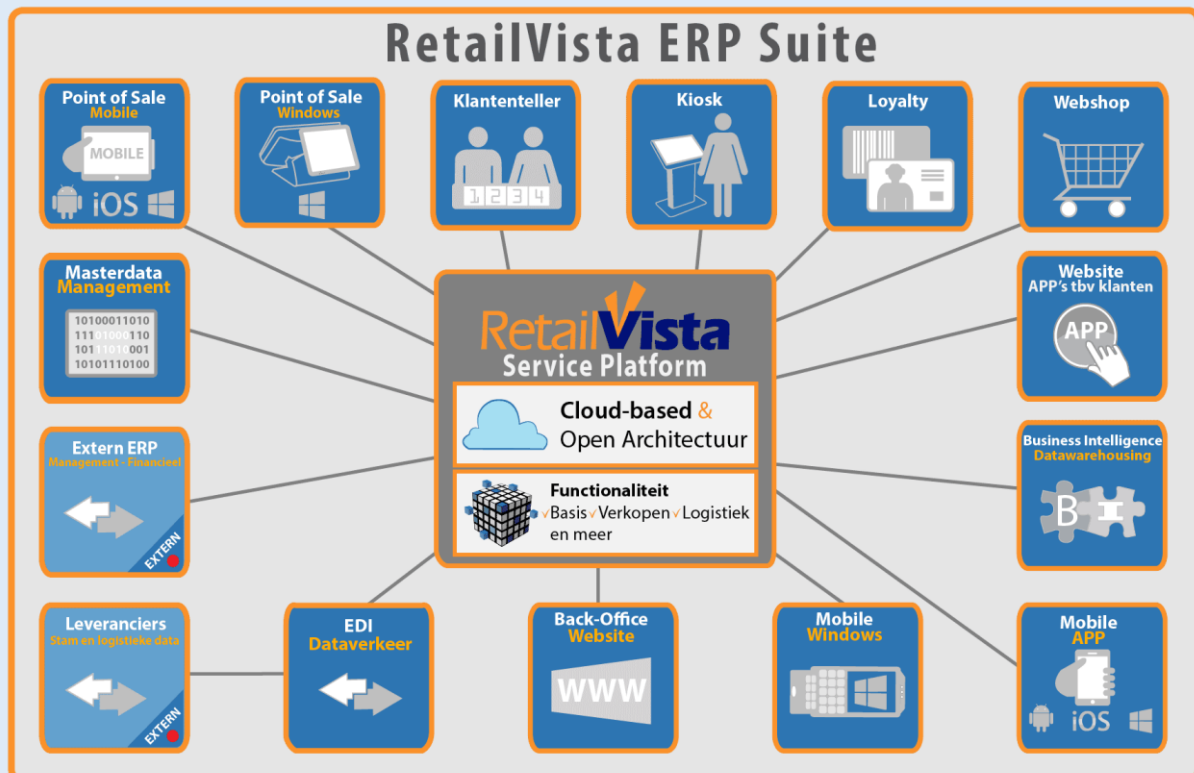 RetailVista ERP Suite
Point of Sale
Mobile
MOBILE
iOS
Point of Sale
Windows
Klantenteller
1 2 3 4
Kiosk
Loyalty
Webshop
Masterdata
Management
10100011010
11101000110
10111010001
10101110100
RetailVista
Service Platform
Cloud-based &
Open Architectuur
Functionaliteit
Basis Verkopen Logistiek
en meer
Website
APP's tbv klanten
APP
Extern ERP
Management - Financieel
EXTERN
Business Intelligence
Datawarehousing
B I
Leveranciers
Stam en logistieke data
EXTERN
EDI
Dataverkeer
Back-Office
Website
WWW
Mobile
Windows
Mobile
APP
iOS